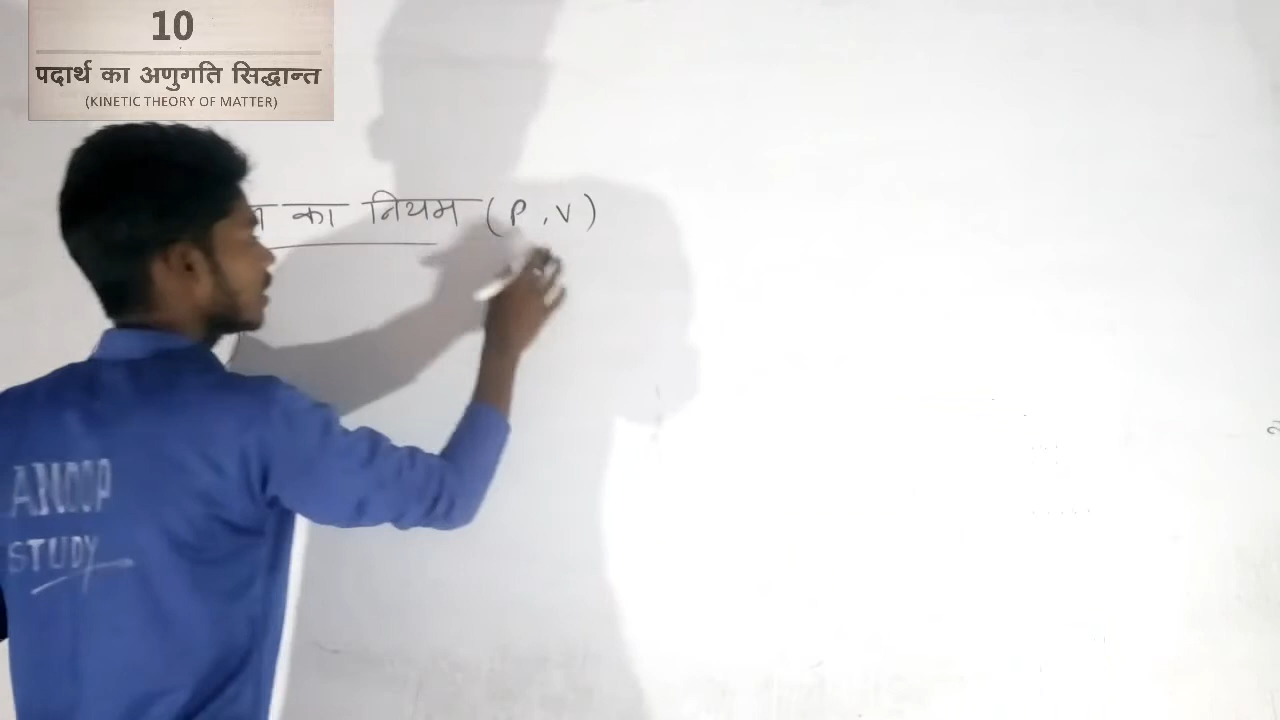 10
पदार्थ का अणुगति सिद्धान्त
(KINETIC THEORY OF MATTER)
का नियम (P, V)
ANOOP
STUDY